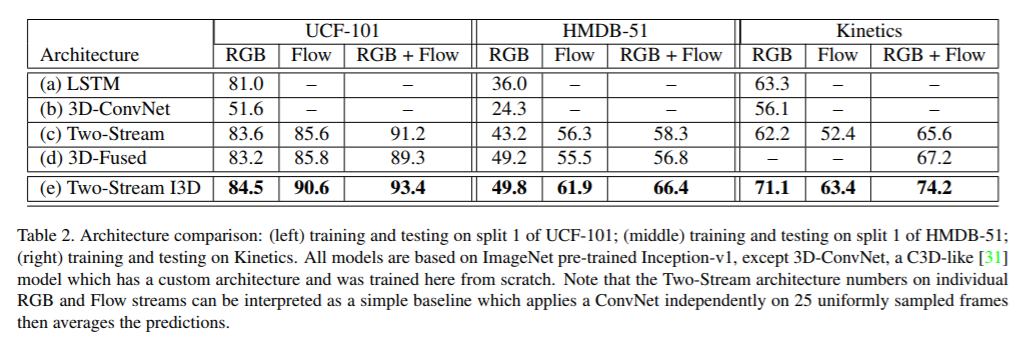 UCF-101 HMDB-51 Kinetics
Architecture RGB Flow RGB + Flow RGB Flow RGB + Flow RGB Flow RGB + Flow
(a) LSTM 81.0 – – 36.0 – – 63.3 – –
(b) 3D-ConvNet 51.6 – – 24.3 – – 56.1 – –
(c) Two-Stream 83.6 85.6 91.2 43.2 56.3 58.3 62.2 52.4 65.6
(d) 3D-Fused 83.2 85.8 89.3 49.2 55.5 56.8 – – 67.2
(e) Two-Stream I3D 84.5 90.6 93.4 49.8 61.9 66.4 71.1 63.4 74.2
Table 2. Architecture comparison: (left) training and testing on split 1 of UCF-101; (middle) training and testing on split 1 of HMDB-51;
(right) training and testing on Kinetics. All models are based on ImageNet pre-trained Inception-v1, except 3D-ConvNet, a C3D-like [31]
model which has a custom architecture and was trained here from scratch. Note that the Two-Stream architecture numbers on individual
RGB and Flow streams can be interpreted as a simple baseline which applies a ConvNet independently on 25 uniformly sampled frames
then averages the predictions.